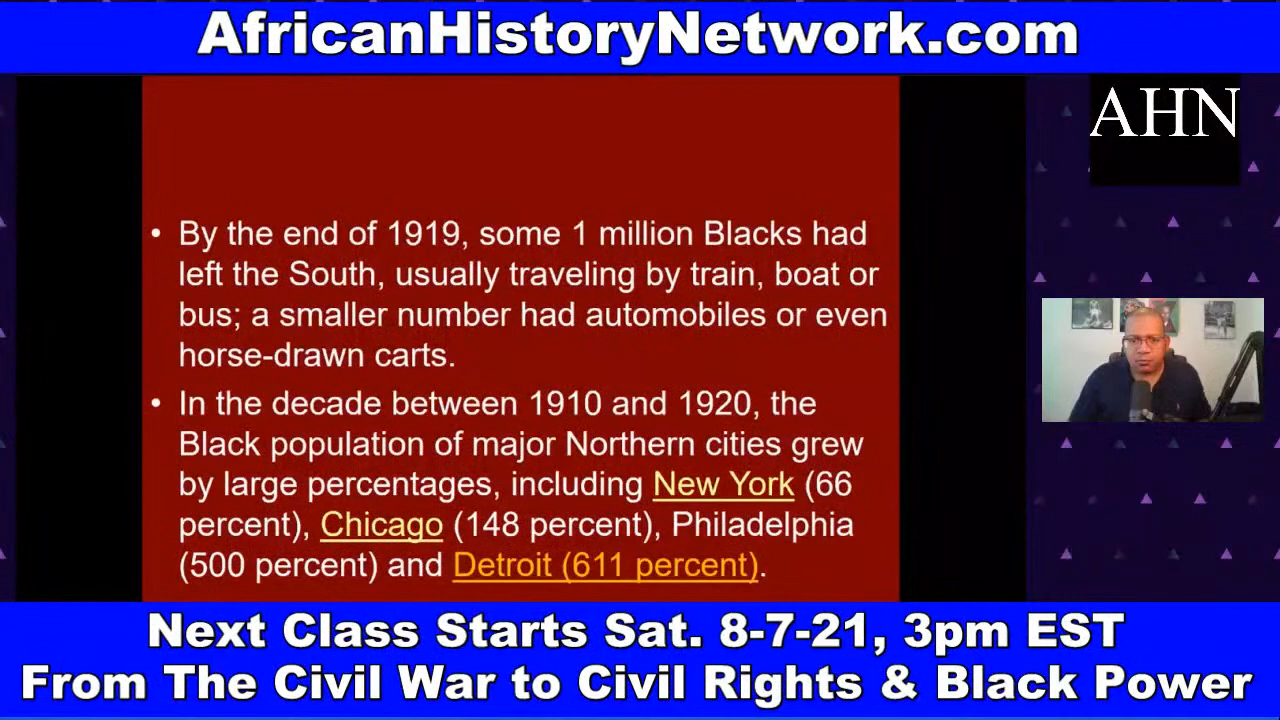 AfricanHistoryNetwork.com
AHN
• By the end of 1919, some 1 million Blacks had
left the South, usually traveling by train, boat or
bus; a smaller number had automobiles or even
horse-drawn carts.
• In the decade between 1910 and 1920, the
Black population of major Northern cities grew
by large percentages, including New York (66
percent), Chicago (148 percent), Philadelphia
(500 percent) and Detroit (611 percent).
Next Class Starts Sat. 8-7-21, 3pm EST
From The Civil War to Civil Rights & Black Power